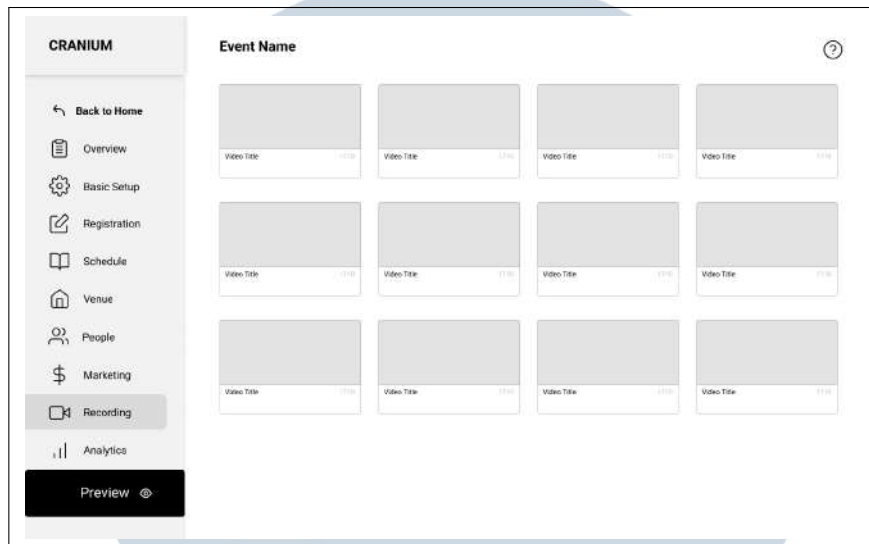 CRANIUM
Event Name
Back to Home
Overview
Basic Setup
Registration
Schedule
Venue
People
Marketing
Recording
Analytics
Preview
Video Title
Video Title
Video Title
Video Title
Video Title
Video Title
Video Title
Video Title
Video Title
Video Title
Video Title
Video Title